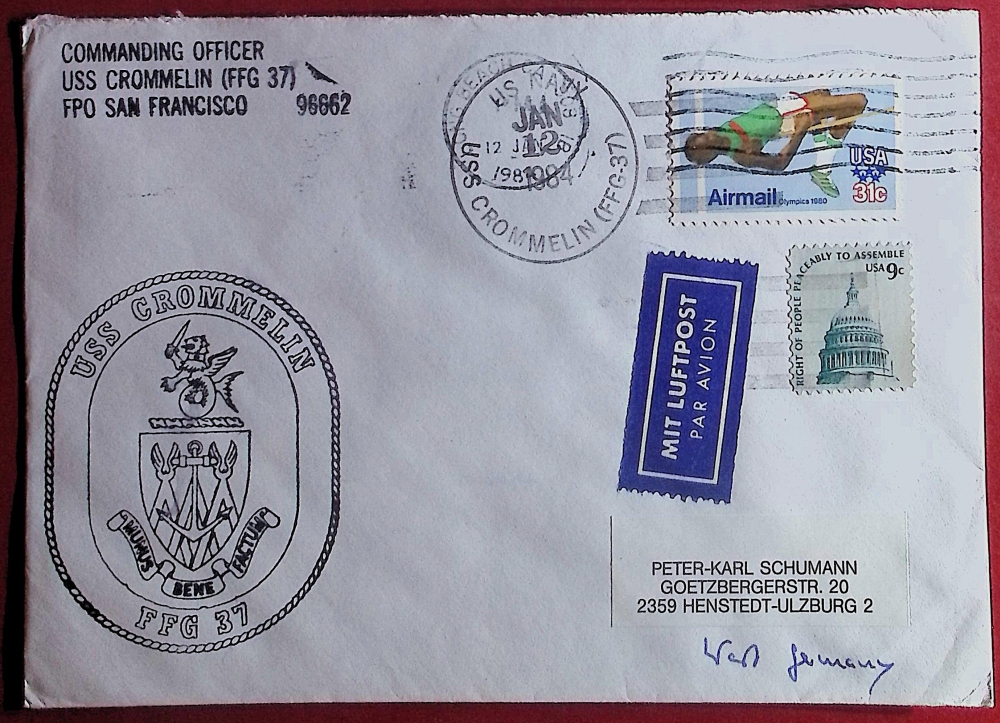 COMMANDING OFFICER
USS CROMMELIN (FFG 37)
FPO SAN FRANCISCO 96662
US NAVY
JAN
12
1984
USS CROMMELIN (FFG-37)
12 JAN
USA
31c
Airmail Olympics 1980
RIGHT OF PEOPLE PEACEABLY TO ASSEMBLE
USA 9c
MIT LUFTPOST
PAR AVION
USS CROMMELIN
MUNUS
BENE
FACTUM
FFG 37
PETER-KARL SCHUMANN
GOETZBERGERSTR. 20
2359 HENSTEDT-ULZBURG 2
West Germany